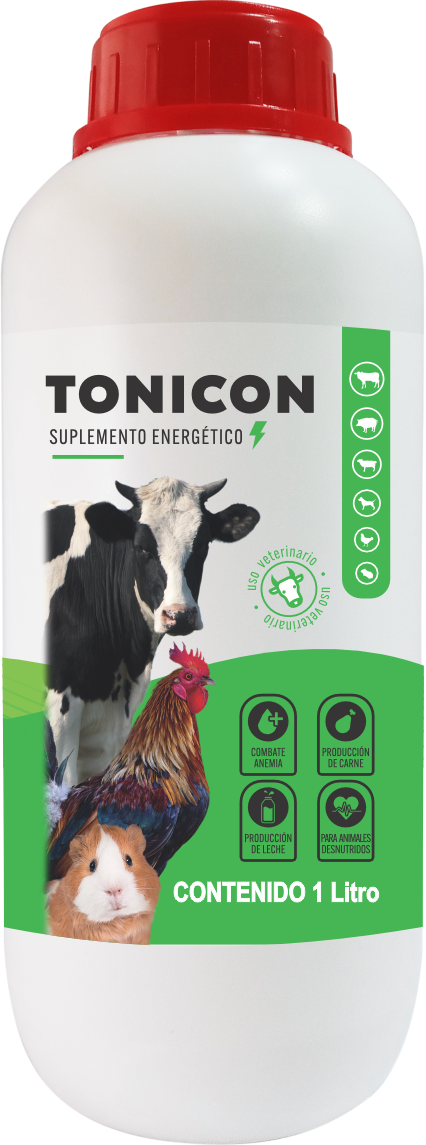 TONICON
SUPLEMENTO ENERGÉTICO
uso veterinario • uso veterinario •
COMBATE
ANEMIA
PRODUCCIÓN
DE CARNE
PRODUCCIÓN
DE LECHE
PARA ANIMALES
DESNUTRIDOS
CONTENIDO 1 Litro